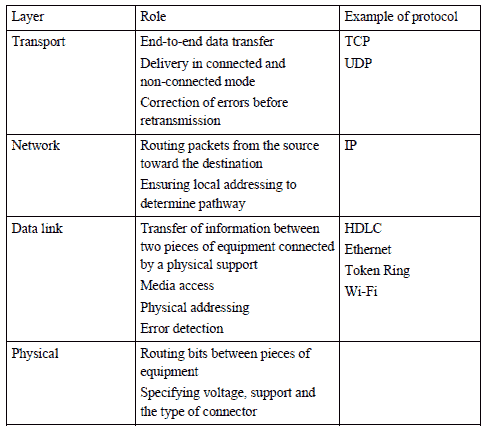 Layer Role Example of protocol
Transport End-to-end data transfer TCP
Delivery in connected and UDP
non-connected mode
Correction of errors before
retransmission
Network Routing packets from the source IP
toward the destination
Ensuring local addressing to
determine pathway
Data link Transfer of information between HDLC
two pieces of equipment connected Ethernet
by a physical support Token Ring
Media access Wi-Fi
Physical addressing
Error detection
Physical Routing bits between pieces of
equipment
Specifying voltage, support and
the type of connector